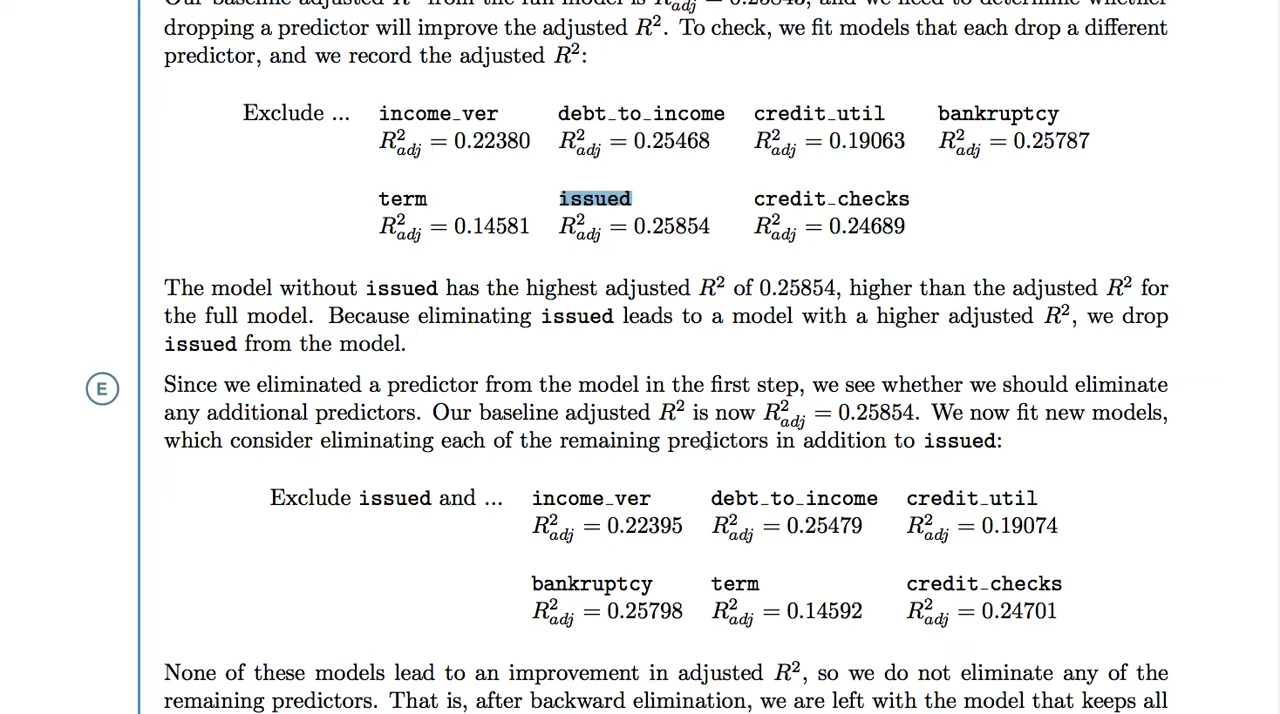 dropping a predictor will improve the adjusted R². To check, we fit models that each drop a different
predictor, and we record the adjusted R²:
Exclude ... income_ver debt_to_income credit_util bankruptcy
R²adj = 0.22380 R²adj = 0.25468 R²adj = 0.19063 R²adj = 0.25787
term issued credit_checks
R²adj = 0.14581 R²adj = 0.25854 R²adj = 0.24689
The model without issued has the highest adjusted R² of 0.25854, higher than the adjusted R² for
the full model. Because eliminating issued leads to a model with a higher adjusted R², we drop
issued from the model.
E
Since we eliminated a predictor from the model in the first step, we see whether we should eliminate
any additional predictors. Our baseline adjusted R² is now R²adj = 0.25854. We now fit new models,
which consider eliminating each of the remaining predictors in addition to issued:
Exclude issued and ... income_ver debt_to_income credit_util
R²adj = 0.22395 R²adj = 0.25479 R²adj = 0.19074
bankruptcy term credit_checks
R²adj = 0.25798 R²adj = 0.14592 R²adj = 0.24701
None of these models lead to an improvement in adjusted R², so we do not eliminate any of the
remaining predictors. That is, after backward elimination, we are left with the model that keeps all